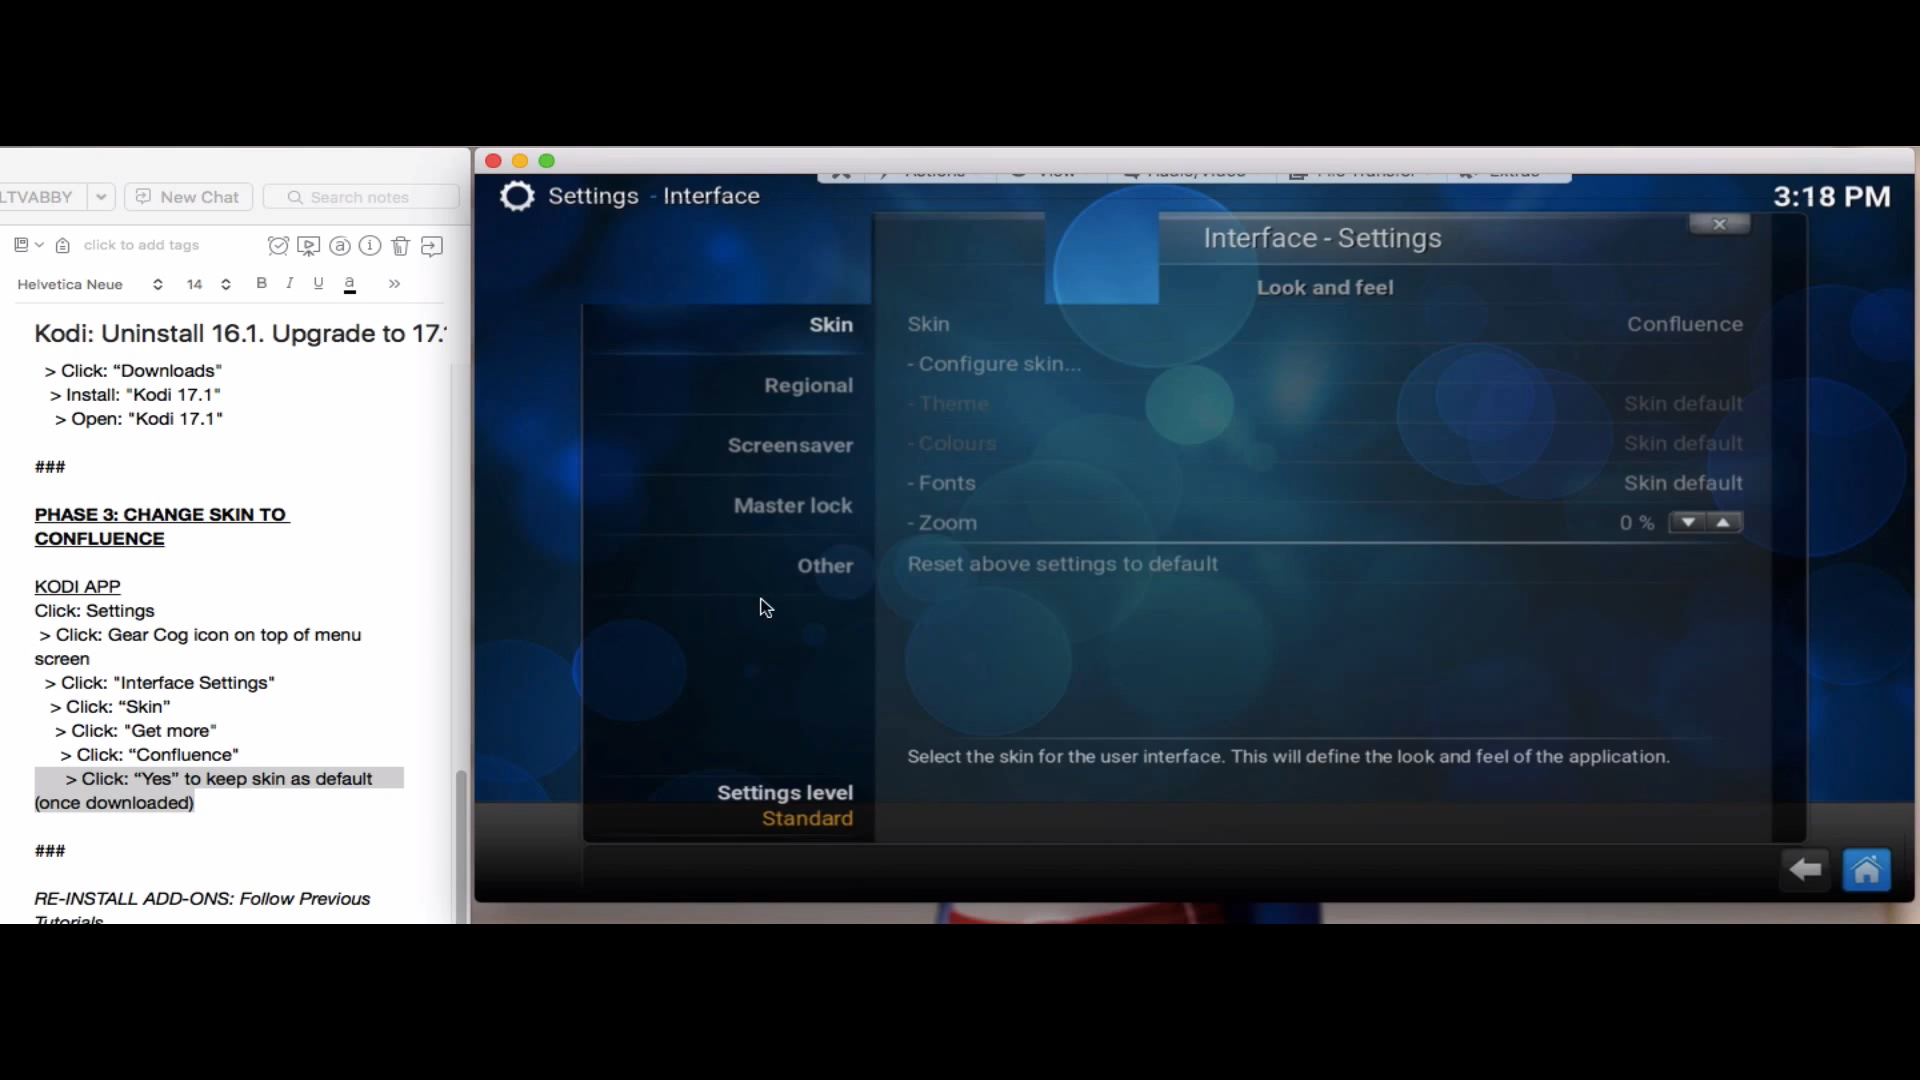 LTVABBY
New Chat
Search notes
click to add tags
Helvetica Neue
14
B I U a »
Kodi: Uninstall 16.1. Upgrade to 17.
> Click: “Downloads"
> Install: "Kodi 17.1"
> Open: "Kodi 17.1"
###
PHASE 3: CHANGE SKIN TO
CONFLUENCE
KODI APP
Click: Settings
> Click: Gear Cog icon on top of menu
screen
> Click: "Interface Settings"
> Click: “Skin”
> Click: "Get more"
> Click: “Confluence"
> Click: “Yes” to keep skin as default
(once downloaded)
###
RE-INSTALL ADD-ONS: Follow Previous
Tutorials
Settings - Interface
3:18 PM
Interface - Settings
Look and feel
Skin
Regional
Screensaver
Master lock
Other
Settings level
Standard
Skin Confluence
- Configure skin...
- Theme Skin default
- Colours Skin default
- Fonts Skin default
- Zoom 0 %
Reset above settings to default
Select the skin for the user interface. This will define the look and feel of the application.